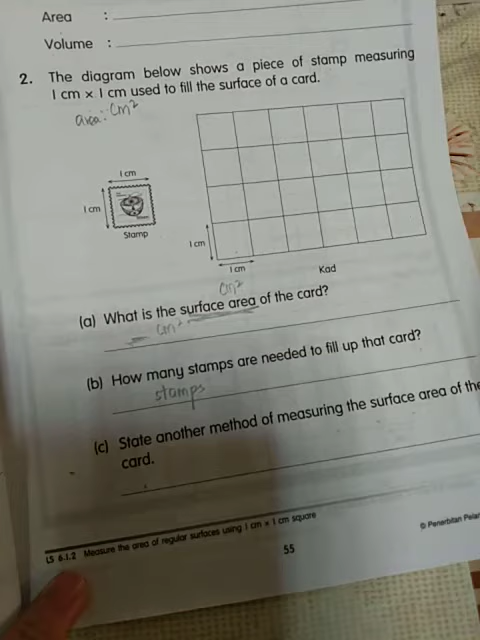 Area :
Volume :
2. The diagram below shows a piece of stamp measuring
1 cm × 1 cm used to fill the surface of a card.
area: cm²
1 cm
1 cm
Stamp
1 cm
1 cm
Kad
cm²
(a) What is the surface area of the card?
cm²
(b) How many stamps are needed to fill up that card?
stamps
(c) State another method of measuring the surface area of the
card.
LS 6.1.2 Measure the area of regular surfaces using 1 cm × 1 cm square
55
© Penerbitan Pelan